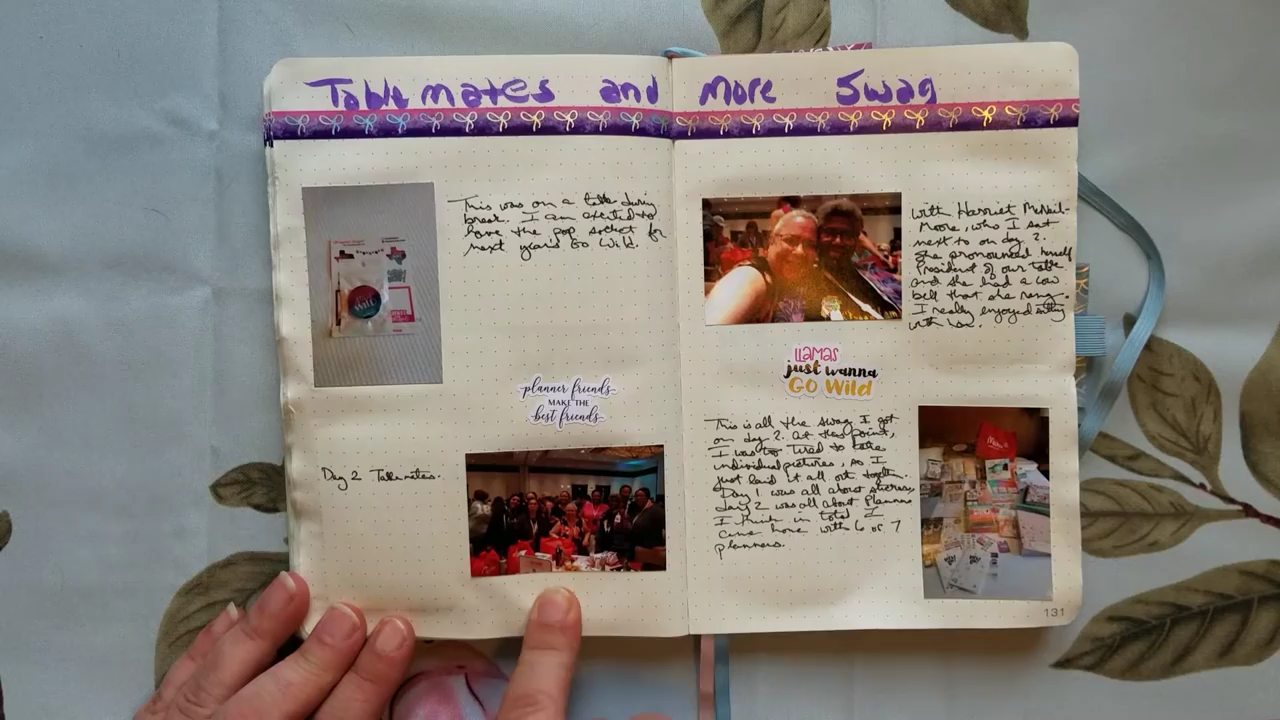 Tablemates and More Swag
This was on a table during
break. I am excited to
have the pop socket for
next year's Go Wild.
planner friends
MAKE THE
best friends
Day 2 Tablemates.
with Harriet McNeil-
Moore, who I sat
next to on day 2.
She pronounced herself
President of our table
and she had a cow
bell that she rang.
I really enjoyed sitting
with her.
LLAMAS
just wanna
GO WILD
This is all the swag I got
on day 2. At this point,
I was too tired to take
individual pictures, so I
just laid it all out together.
Day 1 was all about stickers,
day 2 was all about planners
I think in total I
came home with 6 or 7
planners.
131